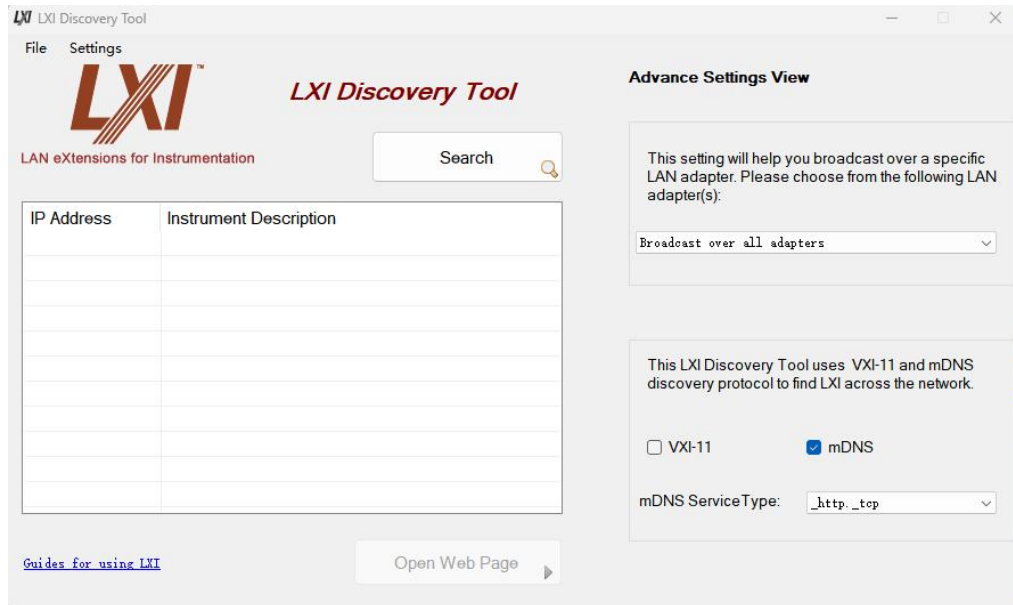 LXI LXI Discovery Tool
File Settings
LXI™
LAN eXtensions for Instrumentation
LXI Discovery Tool
Search
IP Address Instrument Description
Guides for using LXI
Open Web Page
Advance Settings View
This setting will help you broadcast over a specific
LAN adapter. Please choose from the following LAN
adapter(s):
Broadcast over all adapters
This LXI Discovery Tool uses VXI-11 and mDNS
discovery protocol to find LXI across the network.
VXI-11 mDNS
mDNS ServiceType: _http._tcp